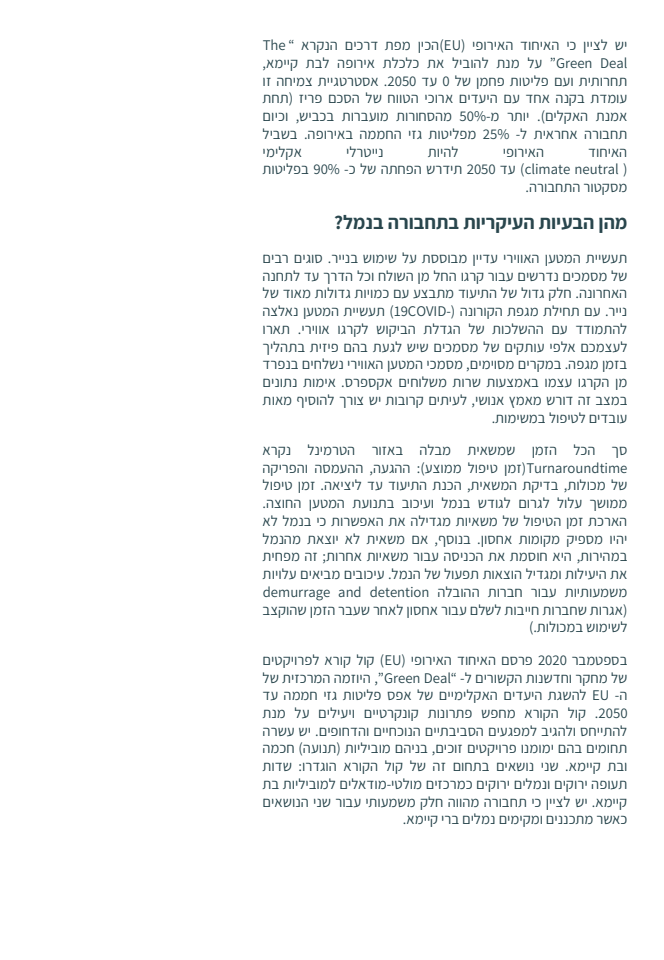 יש לציין כי האיחוד האירופי (EU)הכין מפת דרכים הנקרא “ The
Green Deal” על מנת להוביל את כלכלת אירופה לבת קיימא,
תחרותית ועם פליטות פחמן של 0 עד 2050. אסטרטגיית צמיחה זו
עומדת בקנה אחד עם היעדים ארוכי הטווח של הסכם פריז (תחת
אמנת האקלים). יותר מ-50% מהסחורות מועברות בכביש, וכיום
תחבורה אחראית ל- 25% מפליטות גזי החממה באירופה. בשביל
האיחוד האירופי להיות נייטרלי אקלימי
( climate neutral) עד 2050 תידרש הפחתה של כ- 90% בפליטות
מסקטור התחבורה.
מהן הבעיות העיקריות בתחבורה בנמל?
תעשיית המטען האווירי עדיין מבוססת על שימוש בנייר. סוגים רבים
של מסמכים נדרשים עבור קרגו החל מן השולח וכל הדרך עד לתחנה
האחרונה. חלק גדול של התיעוד מתבצע עם כמויות גדולות מאוד של
נייר. עם תחילת מגפת הקורונה (-19COVID) תעשיית המטען נאלצה
להתמודד עם ההשלכות של הגדלת הביקוש לקרגו אווירי. תארו
לעצמכם אלפי עותקים של מסמכים שיש לגעת בהם פיזית בתהליך
בזמן מגפה. במקרים מסוימים, מסמכי המטען האווירי נשלחים בנפרד
מן הקרגו עצמו באמצעות שרות משלוחים אקספרס. אימות נתונים
במצב זה דורש מאמץ אנושי, לעיתים קרובות יש צורך להוסיף מאות
עובדים לטיפול במשימות.
סך הכל הזמן שמשאית מבלה באזור הטרמינל נקרא
Turnaroundtime(זמן טיפול ממוצע): ההגעה, ההעמסה והפריקה
של מכולות, בדיקת המשאית, הכנת התיעוד עד ליציאה. זמן טיפול
ממושך עלול לגרום לגודש בנמל ועיכוב בתנועת המטען החוצה.
הארכת זמן הטיפול של משאיות מגדילה את האפשרות כי בנמל לא
יהיו מספיק מקומות אחסון. בנוסף, אם משאית לא יוצאת מהנמל
במהירות, היא חוסמת את הכניסה עבור משאיות אחרות; זה מפחית
את היעילות ומגדיל הוצאות תפעול של הנמל. עיכובים מביאים עלויות
משמעותיות עבור חברות ההובלה demurrage and detention
(אגרות שחברות חייבות לשלם עבור אחסון לאחר שעבר הזמן שהוקצב
לשימוש במכולות.)
בספטמבר 2020 פרסם האיחוד האירופי (EU) קול קורא לפרויקטים
של מחקר וחדשנות הקשורים ל- “Green Deal”, היוזמה המרכזית של
ה- EU להשגת היעדים האקלימיים של אפס פליטות גזי חממה עד
2050. קול הקורא מחפש פתרונות קונקרטיים ויעילים על מנת
להתייחס ולהגיב למפגעים הסביבתיים הנוכחיים והדחופים. יש עשרה
תחומים בהם ימומנו פרויקטים זוכים, בניהם מוביליות (תנועה) חכמה
ובת קיימא. שני נושאים בתחום זה של קול הקורא הוגדרו: שדות
תעופה ירוקים ונמלים ירוקים כמרכזים מולטי-מודאלים למוביליות בת
קיימא. יש לציין כי תחבורה מהווה חלק משמעותי עבור שני הנושאים
כאשר מתכננים ומקימים נמלים ברי קיימא.